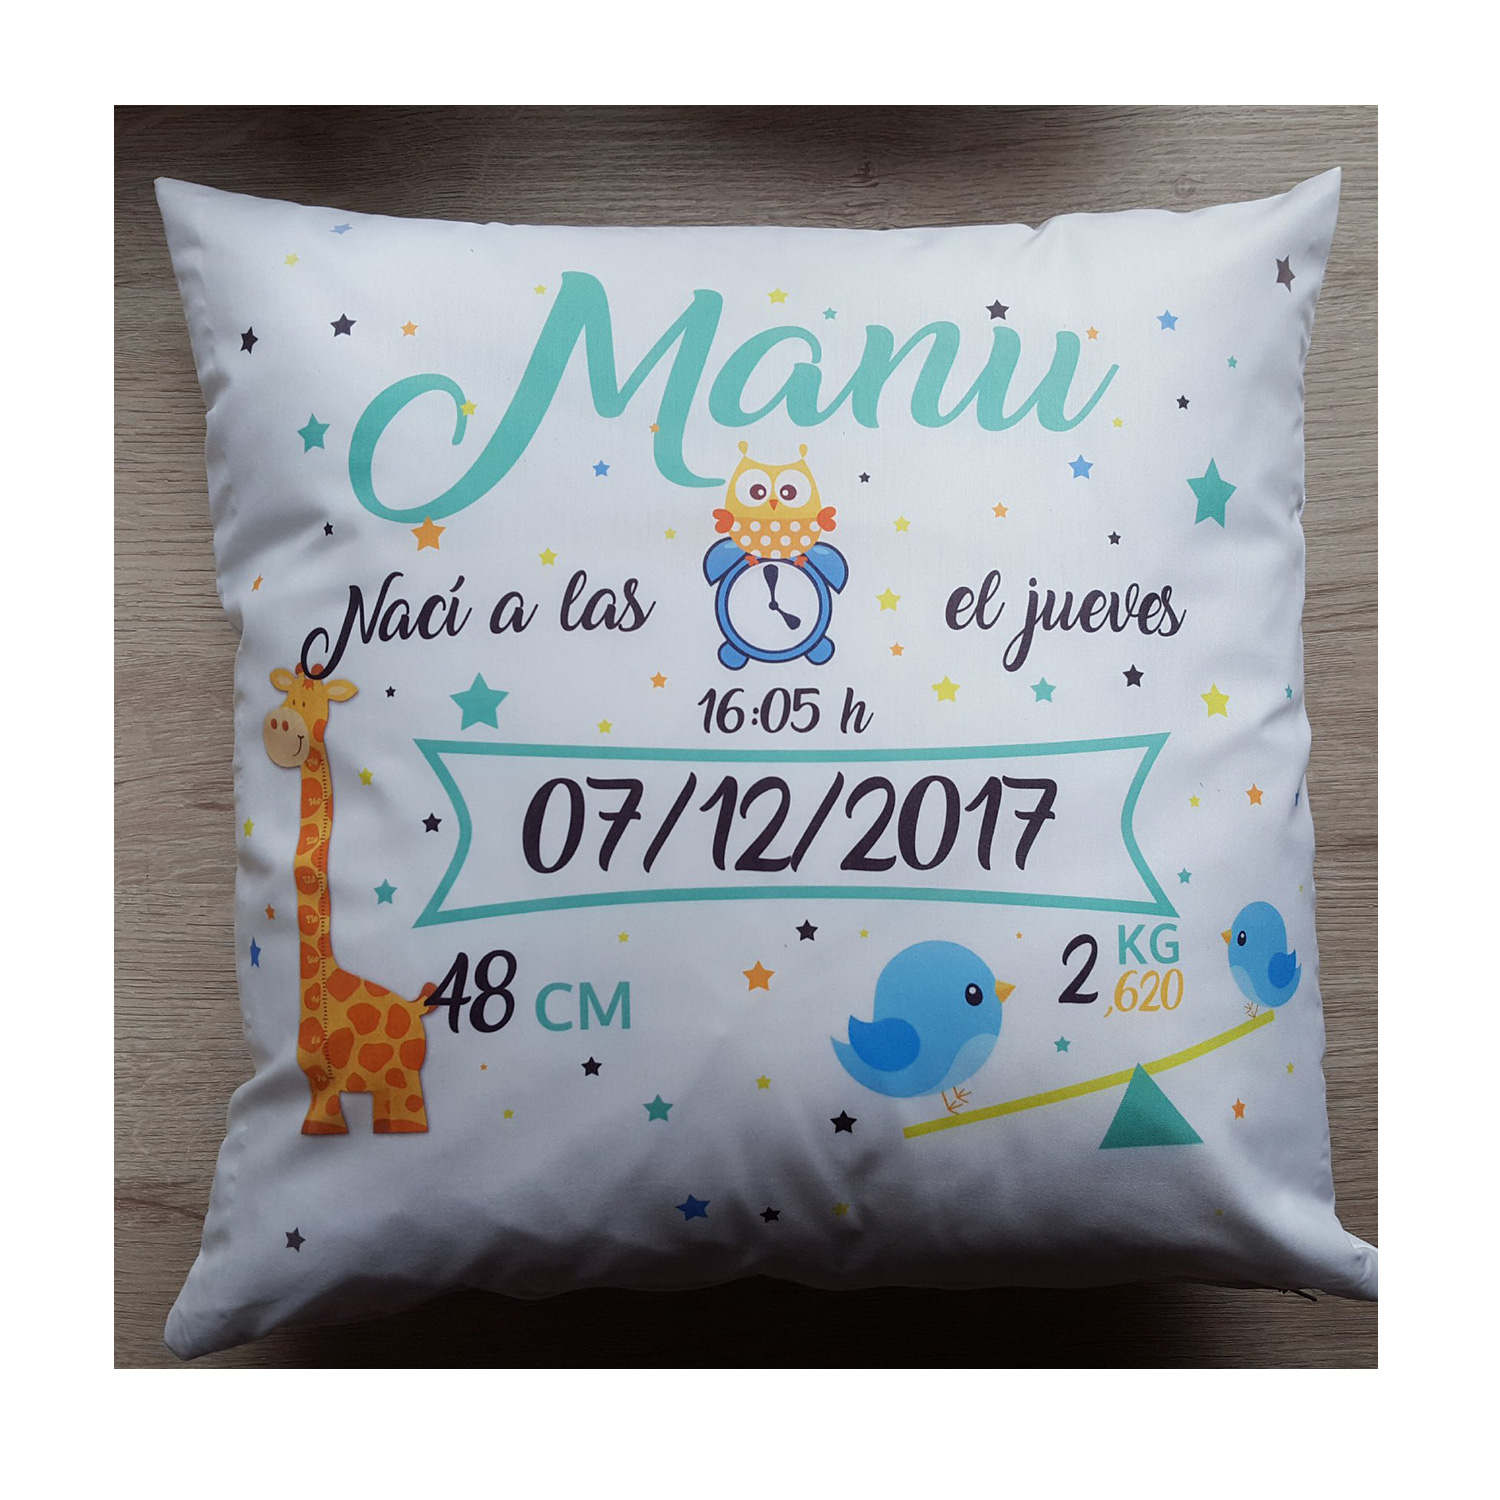 Manu
Nací a las
el jueves
16:05 h
07/12/2017
48 CM
2 KG
,620